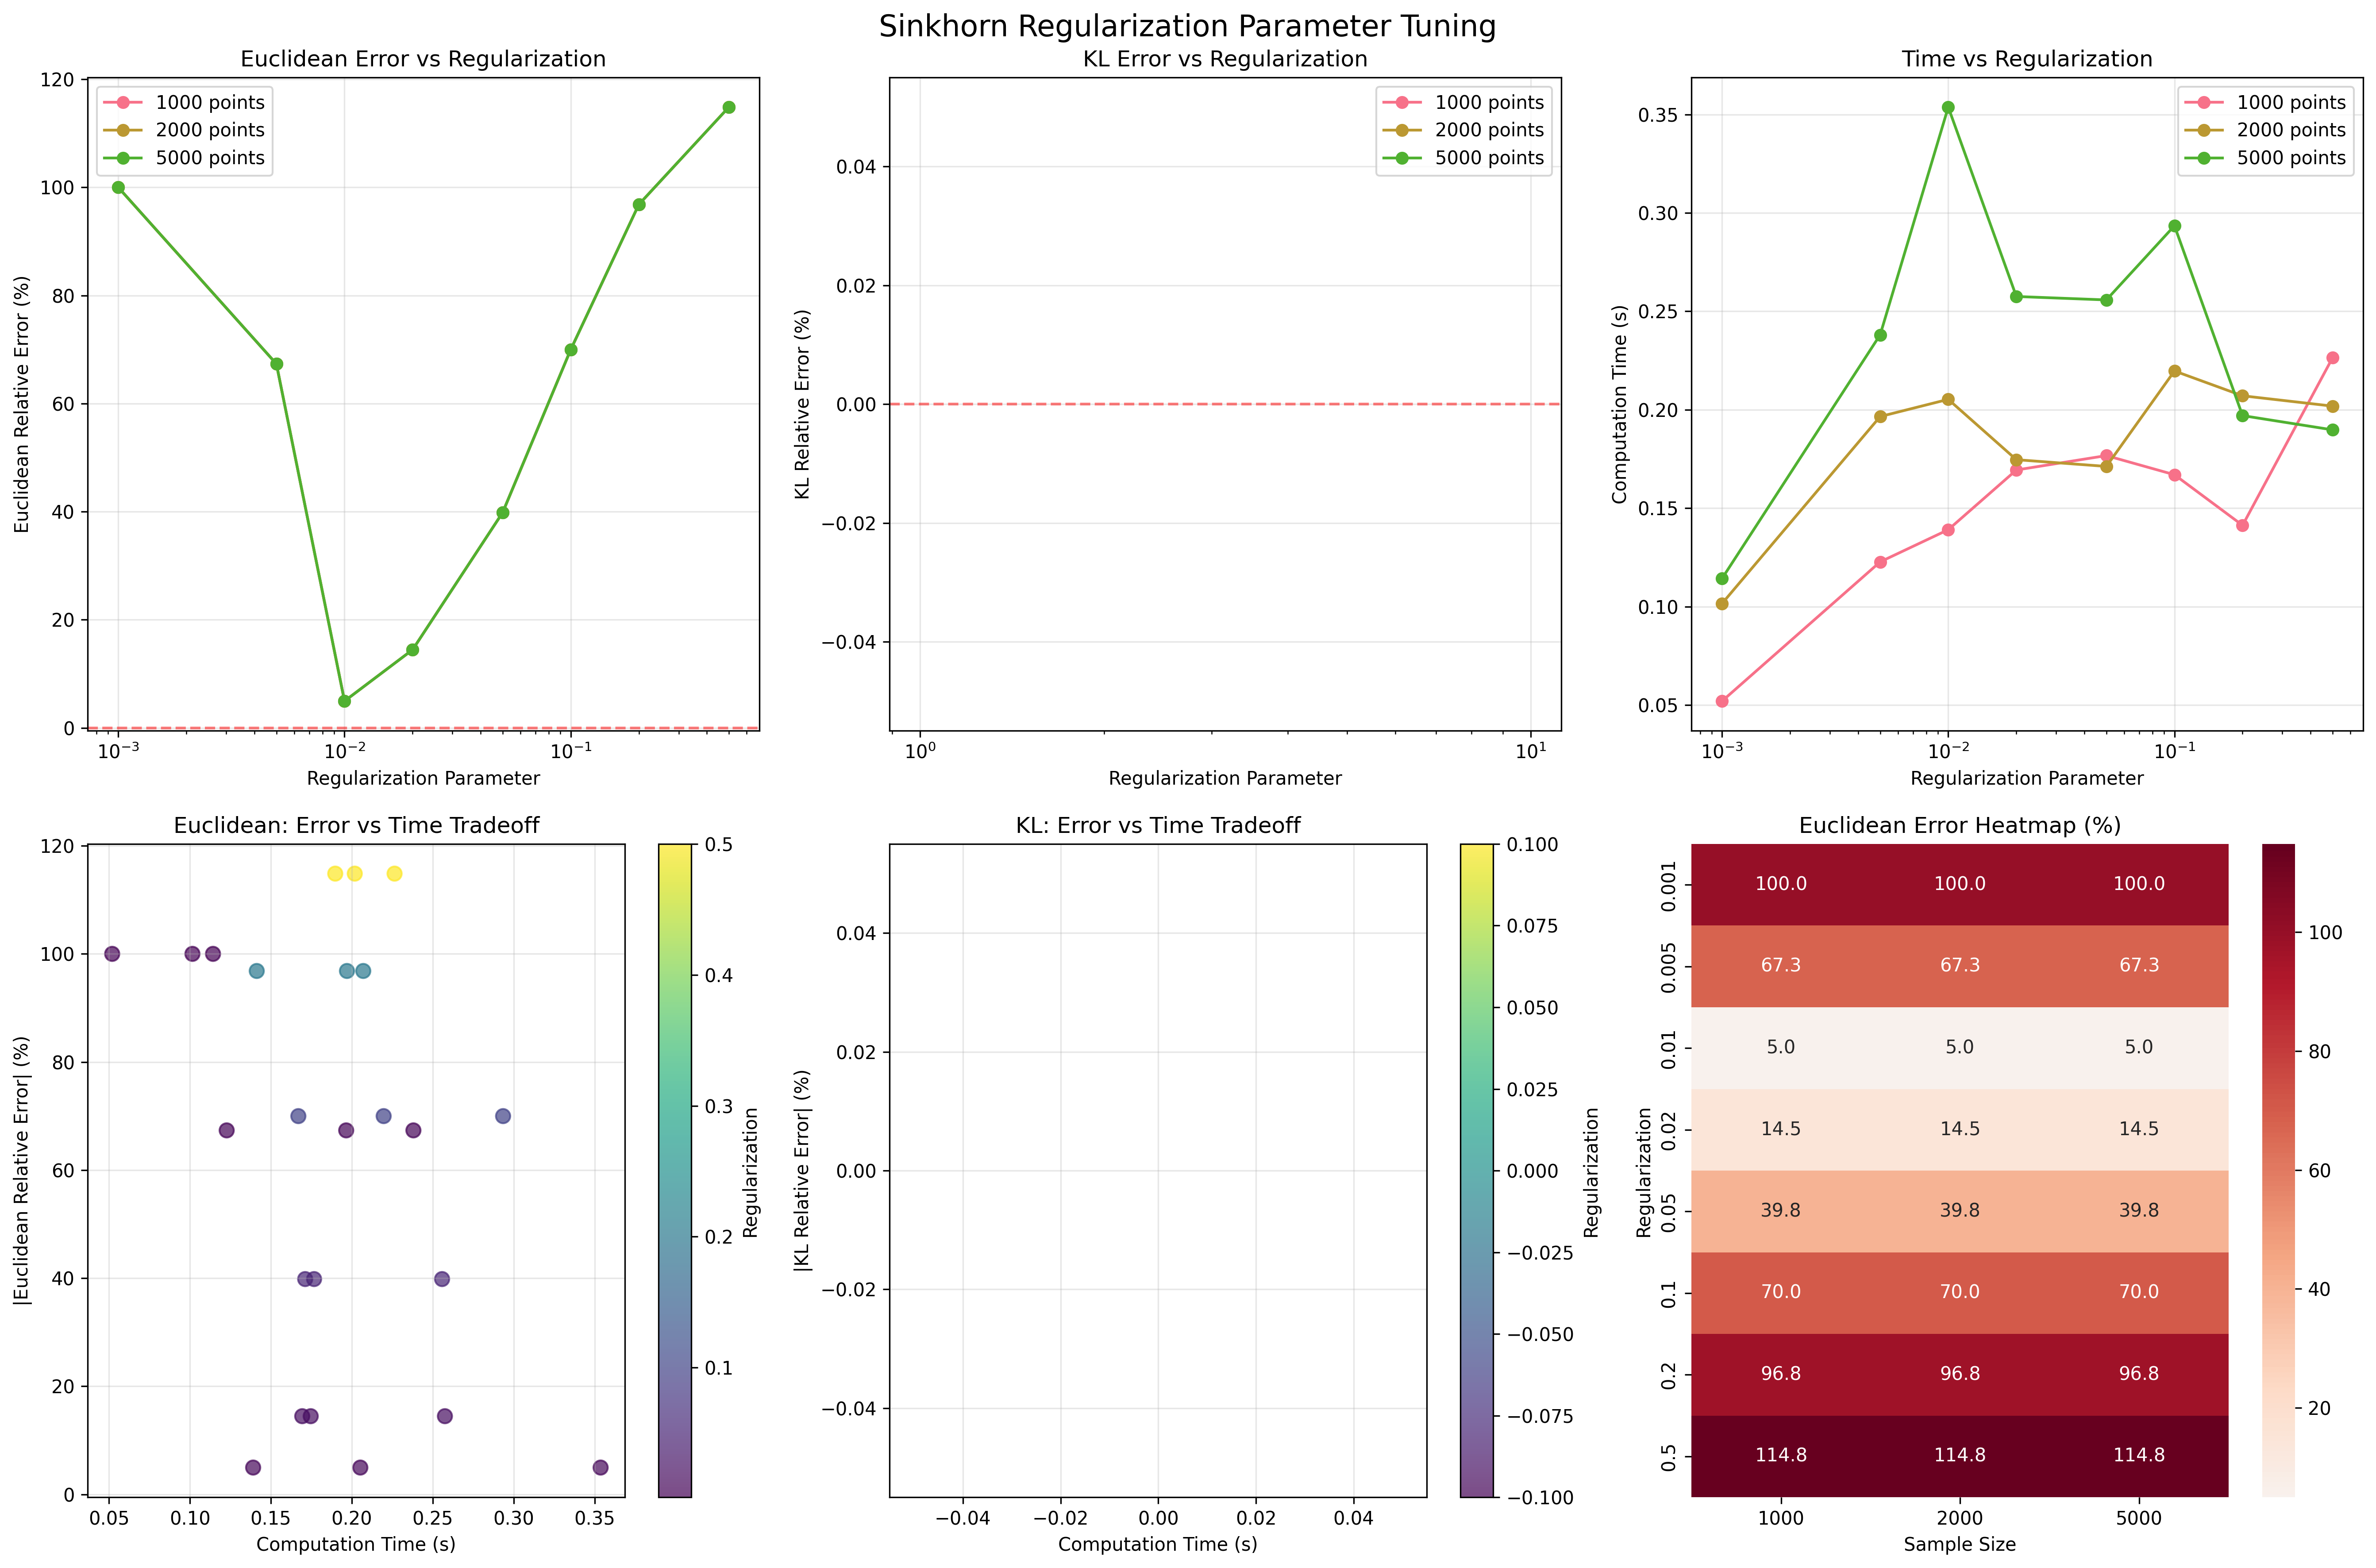 Sinkhorn Regularization Parameter Tuning
Euclidean Error vs Regularization
120
100
80
60
40
20
0
Euclidean Relative Error (%)
1000 points
2000 points
5000 points
10⁻³
10⁻²
10⁻¹
Regularization Parameter
KL Error vs Regularization
0.04
0.02
0.00
−0.02
−0.04
KL Relative Error (%)
1000 points
2000 points
5000 points
10⁰
10¹
Regularization Parameter
Time vs Regularization
0.35
0.30
0.25
0.20
0.15
0.10
0.05
Computation Time (s)
1000 points
2000 points
5000 points
10⁻³
10⁻²
10⁻¹
Regularization Parameter
Euclidean: Error vs Time Tradeoff
120
100
80
60
40
20
0
|Euclidean Relative Error| (%)
0.05
0.10
0.15
0.20
0.25
0.30
0.35
Computation Time (s)
0.5
0.4
0.3
0.2
0.1
Regularization
KL: Error vs Time Tradeoff
0.04
0.02
0.00
−0.02
−0.04
|KL Relative Error| (%)
−0.04
−0.02
0.00
0.02
0.04
Computation Time (s)
0.100
0.075
0.050
0.025
0.000
−0.025
−0.050
−0.075
−0.100
Regularization
Euclidean Error Heatmap (%)
Regularization
0.001 100.0 100.0 100.0
0.005 67.3 67.3 67.3
0.01 5.0 5.0 5.0
0.02 14.5 14.5 14.5
0.05 39.8 39.8 39.8
0.1 70.0 70.0 70.0
0.2 96.8 96.8 96.8
0.5 114.8 114.8 114.8
1000 2000 5000
Sample Size
100
80
60
40
20